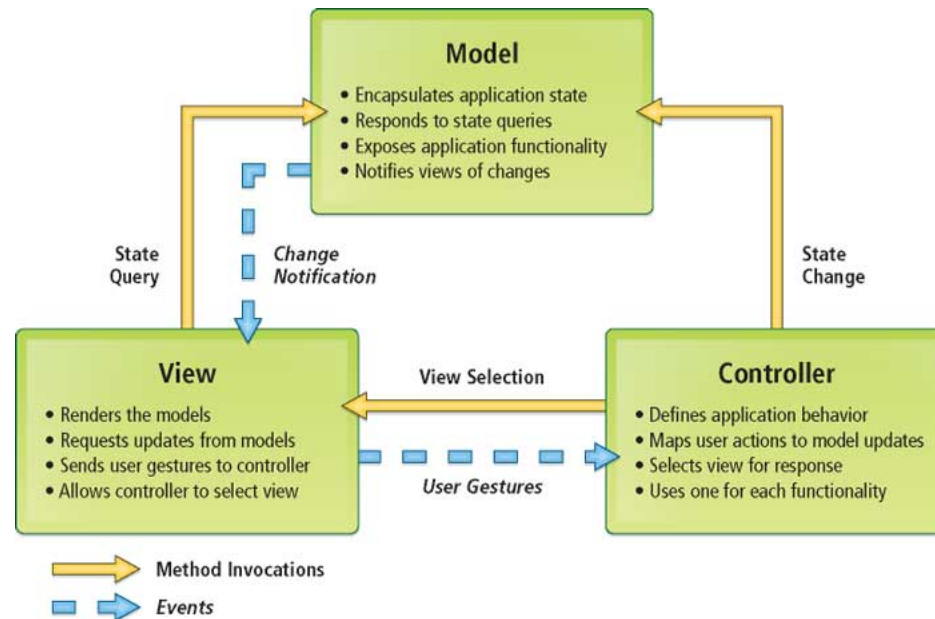 Model
• Encapsulates application state
• Responds to state queries
• Exposes application functionality
• Notifies views of changes
State
Query
Change
Notification
State
Change
View
• Renders the models
• Requests updates from models
• Sends user gestures to controller
• Allows controller to select view
View Selection
User Gestures
Controller
• Defines application behavior
• Maps user actions to model updates
• Selects view for response
• Uses one for each functionality
Method Invocations
Events